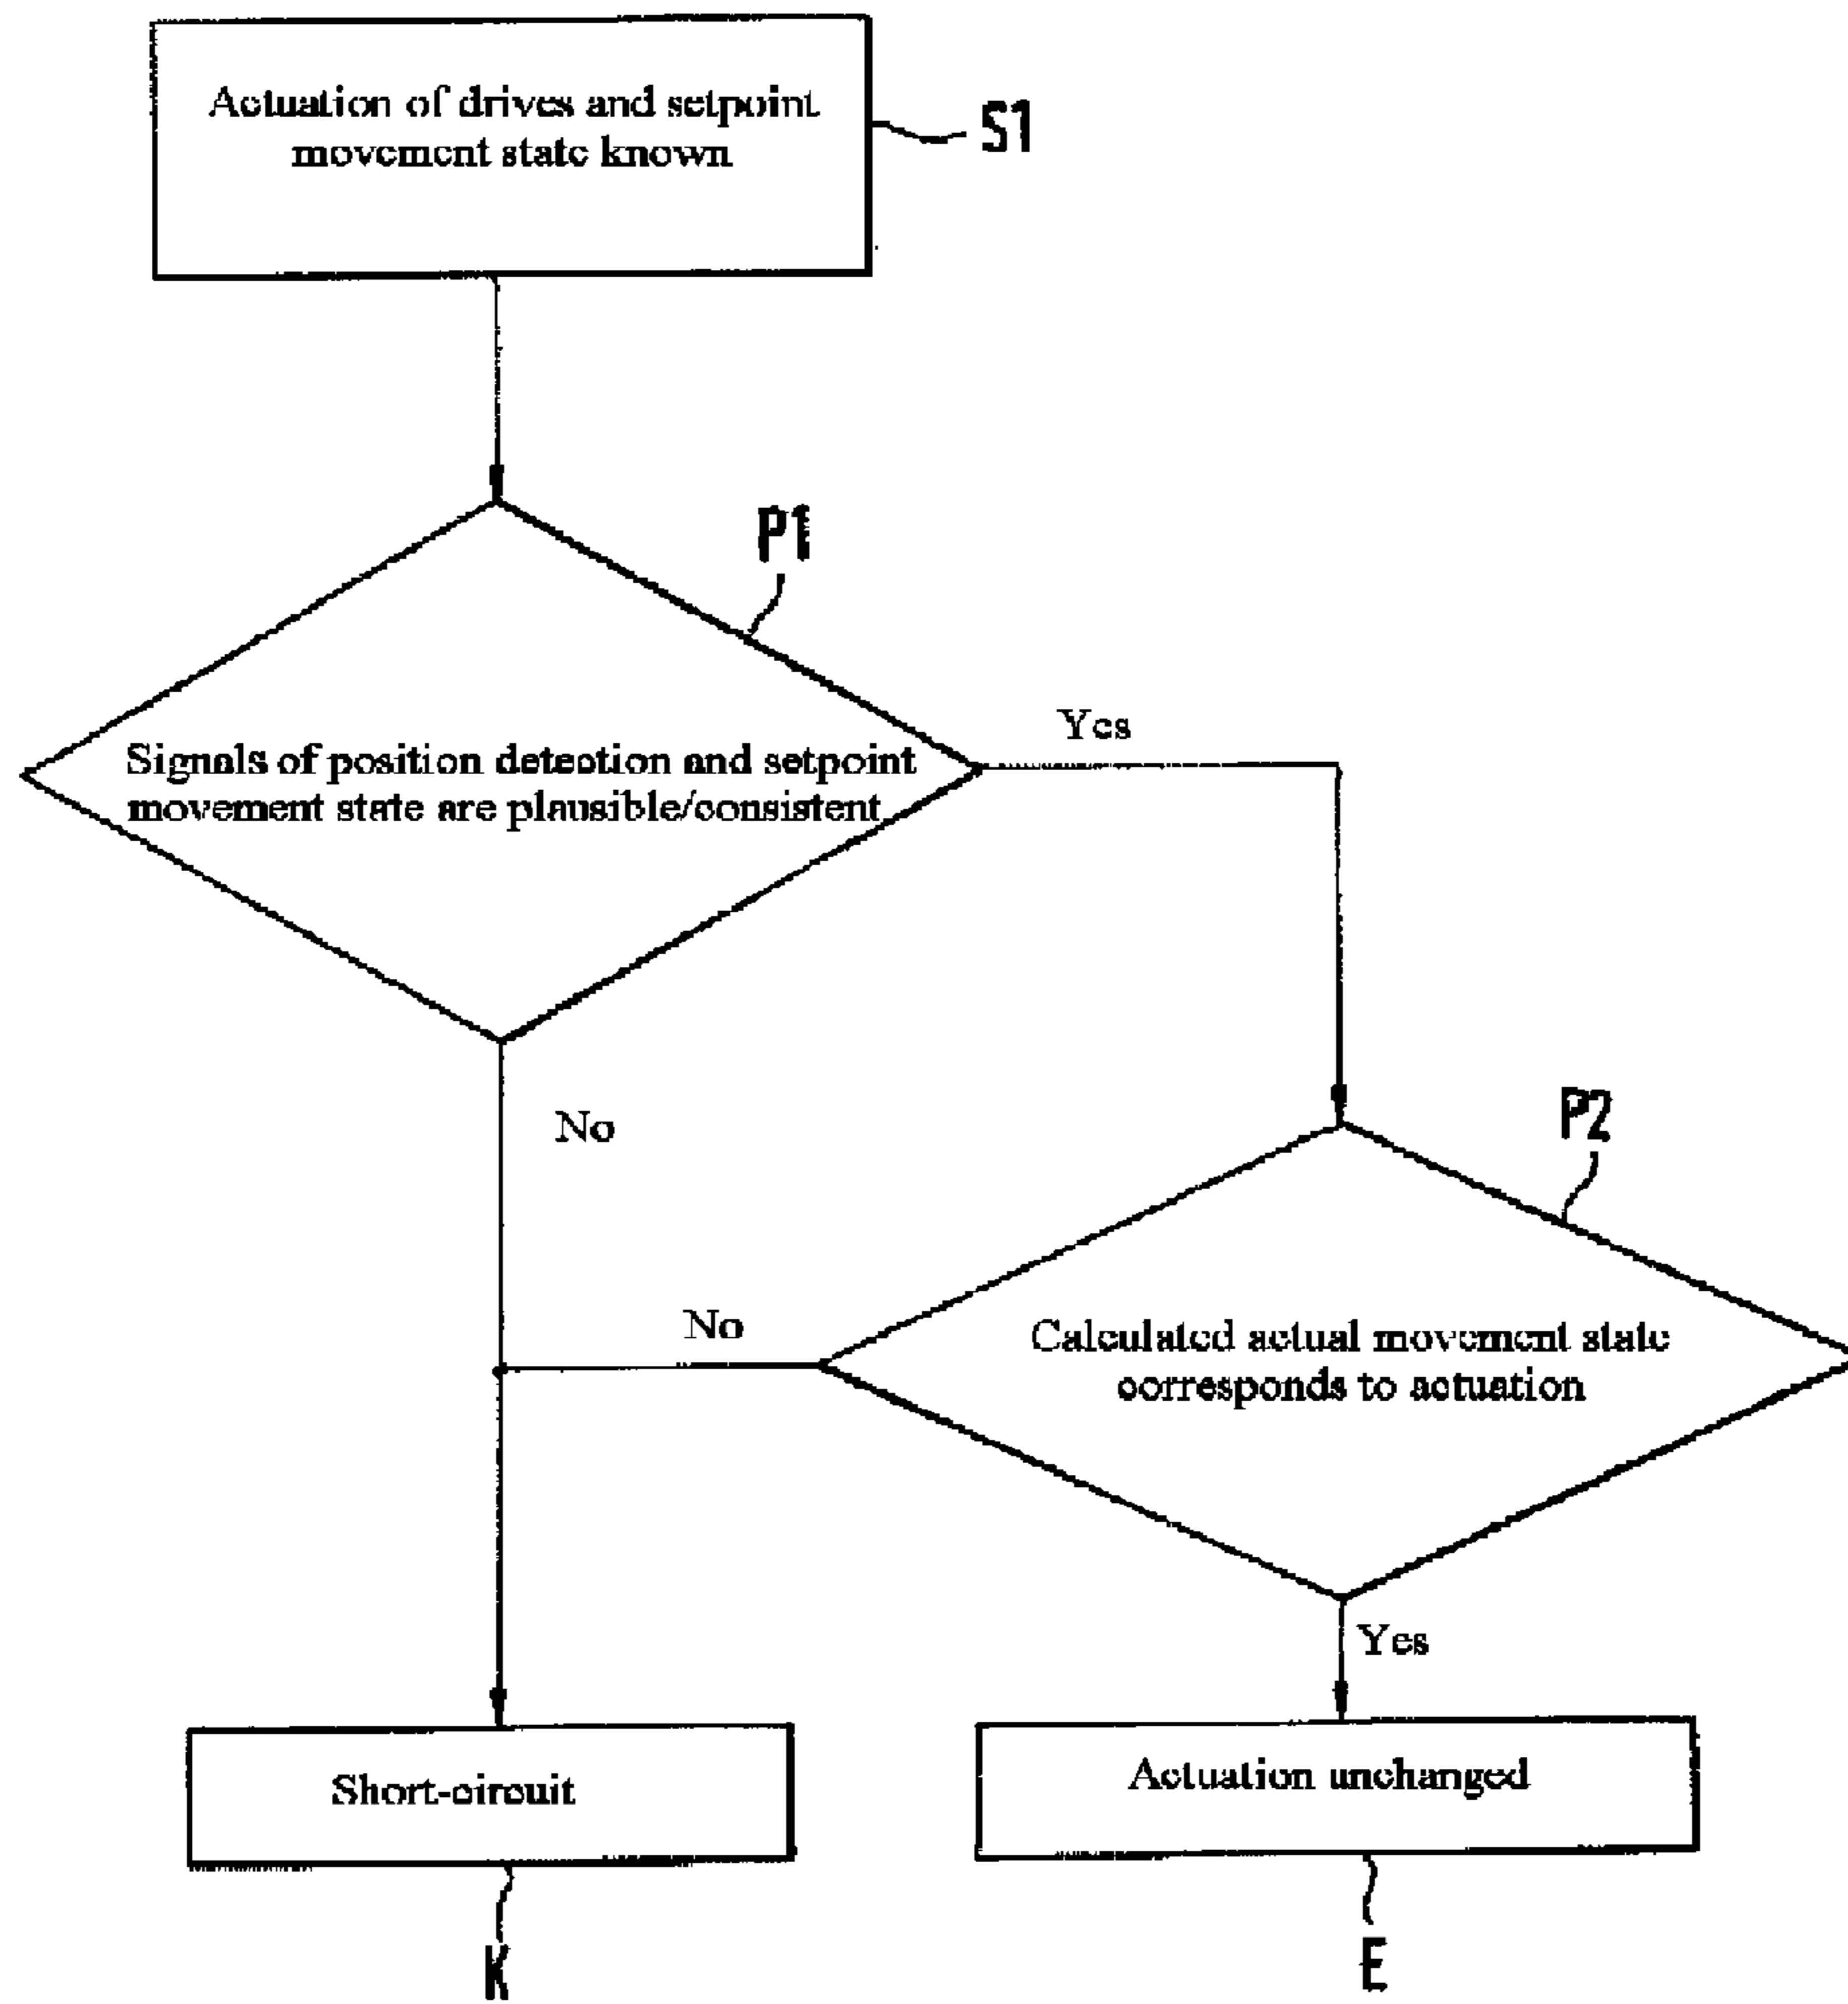 Actuation of drives and setpoint
movement state known
S1
P1
Yes
Signals of position detection and setpoint
movement state are plausible/consistent
No
P2
No
Calculated actual movement state
corresponds to actuation
Yes
Short-circuit
Actuation unchanged
K
E